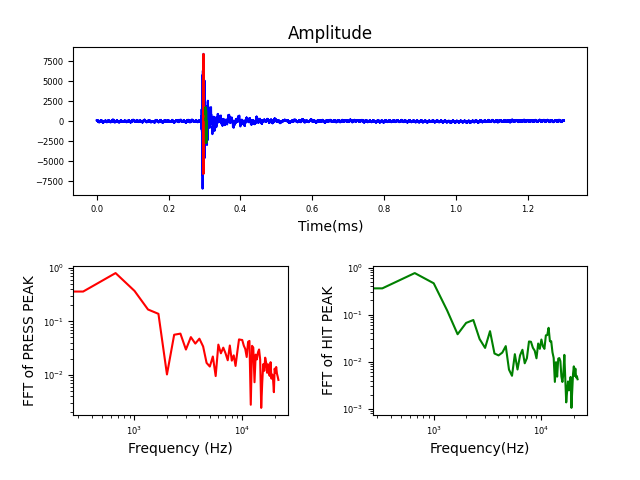 Amplitude
7500
5000
2500
0
−2500
−5000
−7500
0.0 0.2 0.4 0.6 0.8 1.0 1.2
Time(ms)
FFT of PRESS PEAK
10⁰
10⁻¹
10⁻²
10³ 10⁴
Frequency (Hz)
FFT of HIT PEAK
10⁰
10⁻¹
10⁻²
10⁻³
10³ 10⁴
Frequency(Hz)